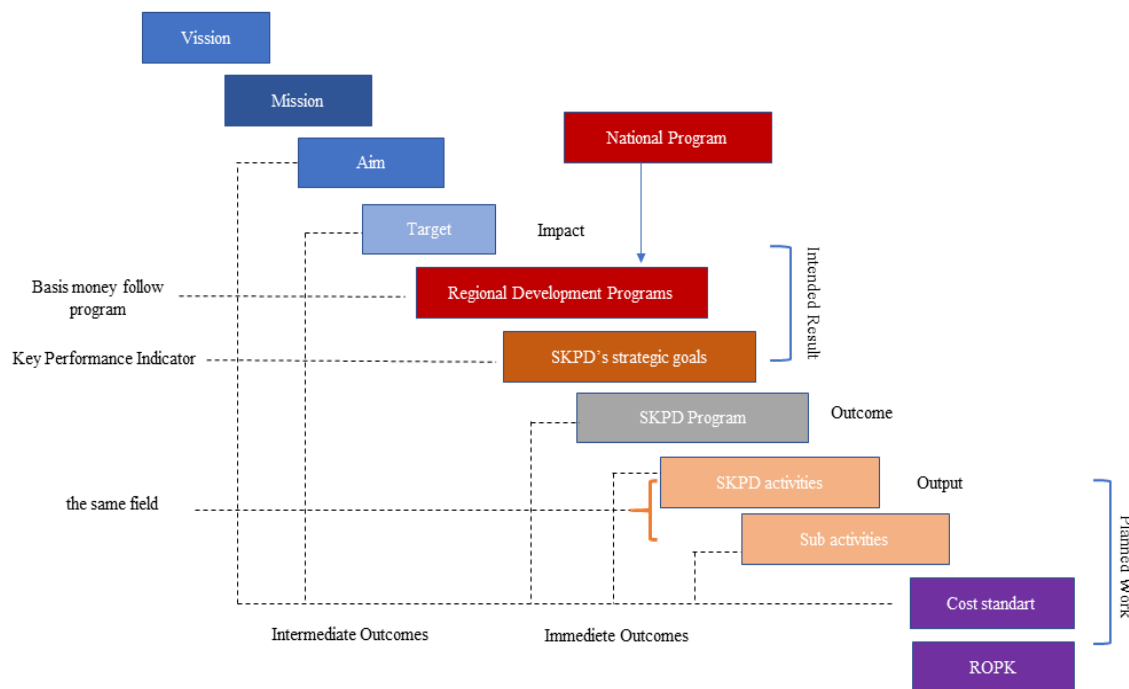 Vission
Mission
National Program
Aim
Target
Impact
Basis money follow
program
Regional Development Programs
Intended Result
Key Performance Indicator
SKPD's strategic goals
SKPD Program
Outcome
SKPD activities
Output
the same field
Sub activities
Planned Work
Cost standart
Intermediate Outcomes
Immediete Outcomes
ROPK